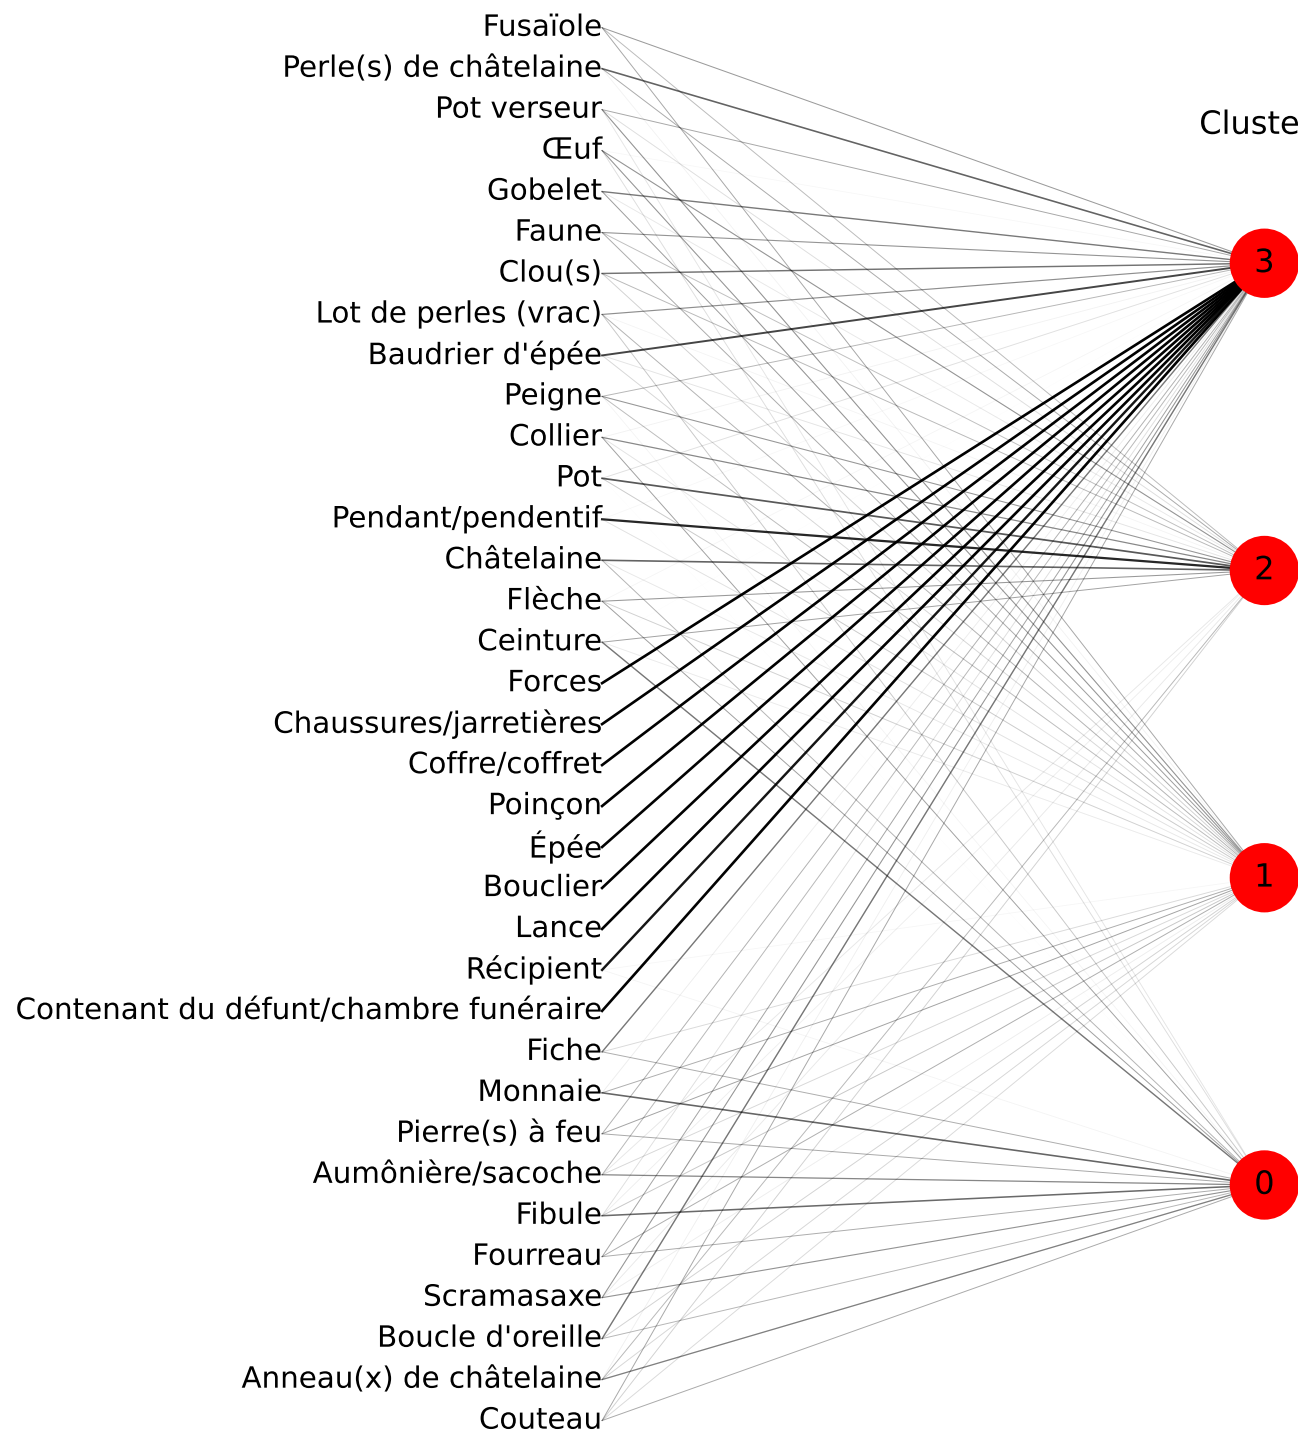 Fusaïole
Perle(s) de châtelaine
Pot verseur
Cluste
Œuf
Gobelet
Faune
Clou(s)
3
Lot de perles (vrac)
Baudrier d'épée
Peigne
Collier
Pot
Pendant/pendentif
Châtelaine
2
Flèche
Ceinture
Forces
Chaussures/jarretières
Coffre/coffret
Poinçon
Épée
Bouclier
1
Lance
Récipient
Contenant du défunt/chambre funéraire
Fiche
Monnaie
Pierre(s) à feu
Aumônière/sacoche
0
Fibule
Fourreau
Scramasaxe
Boucle d'oreille
Anneau(x) de châtelaine
Couteau